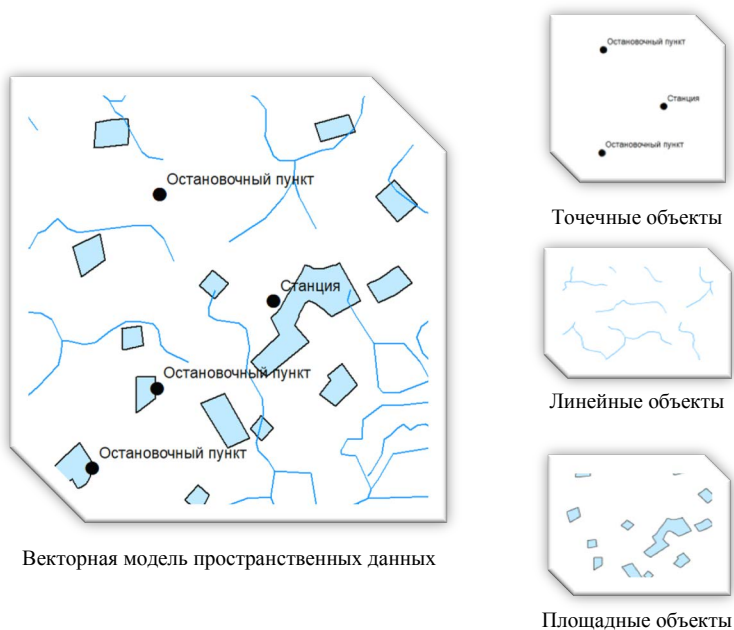 Остановочный пункт
Станция
Остановочный пункт
Остановочный пункт
Векторная модель пространственных данных
Остановочный пункт
Станция
Остановочный пункт
Точечные объекты
Линейные объекты
Площадные объекты